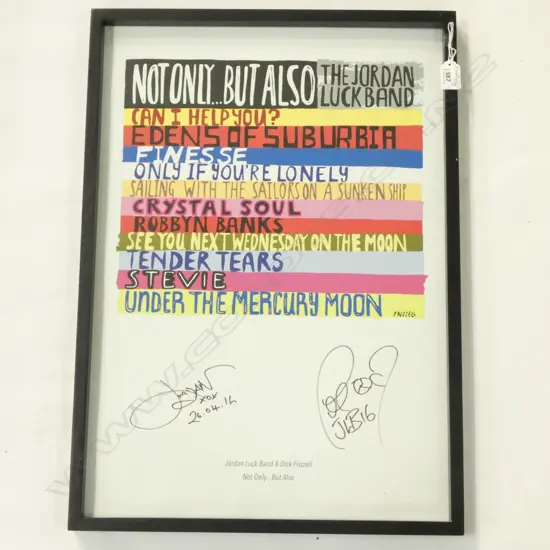 NOT ONLY... BUT ALSO
THE JORDAN
LUCK BAND
CAN I HELP YOU?
EDENS OF SUBURBIA
FINESSE
ONLY IF YOU'RE LONELY
SAILING WITH THE SAILORS ON A SUNKEN SHIP
CRYSTAL SOUL
ROBBYN BANKS
SEE YOU NEXT WEDNESDAY ON THE MOON
TENDER TEARS
STEVIE
UNDER THE MERCURY MOON
Jordan
xox
26.04.16
JLB16
Jordan Luck Band & Dick Frizzell
Not Only.. But Also